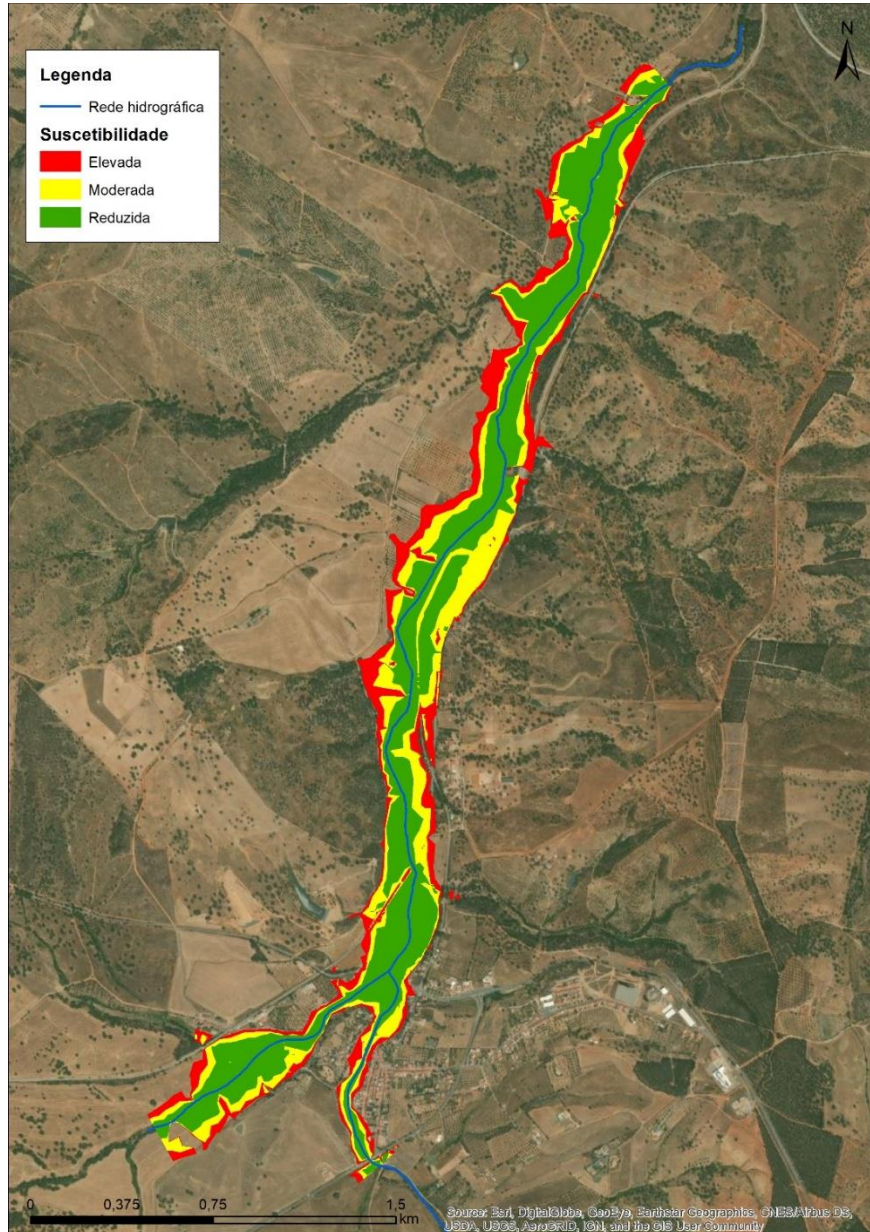 Legenda
Rede hidrográfica
Suscetibilidade
Elevada
Moderada
Reduzida
N
0 0,375 0,75 1,5
km
Source: Esri, DigitalGlobe, GeoEye, Earthstar Geographics, CNES/Airbus DS,
USDA, USGS, AeroGRID, IGN, and the GIS User Community